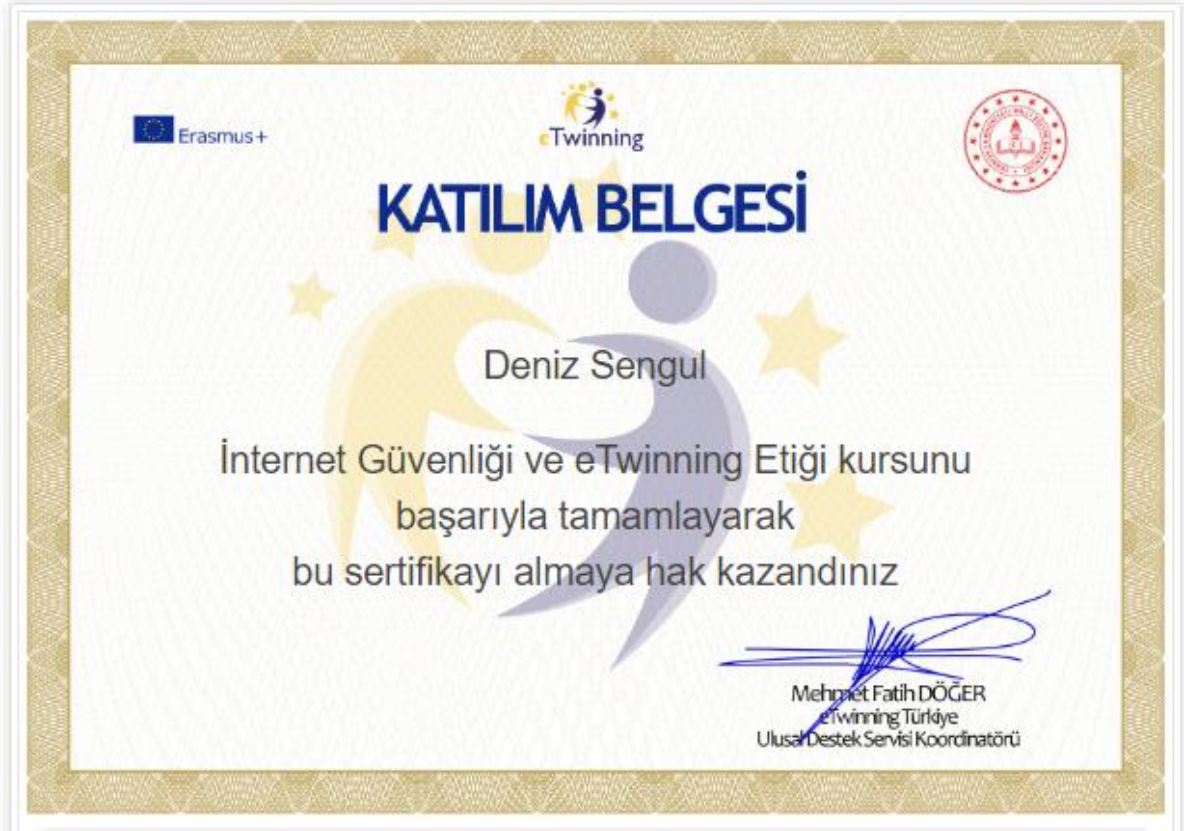 Erasmus+
eTwinning
KATILIM BELGESİ
Deniz Sengul
İnternet Güvenliği ve eTwinning Etiği kursunu
başarıyla tamamlayarak
bu sertifikayı almaya hak kazandınız
Mehmet Fatih DÖĞER
eTwinning Türkiye
Ulusal Destek Servisi Koordinatörü